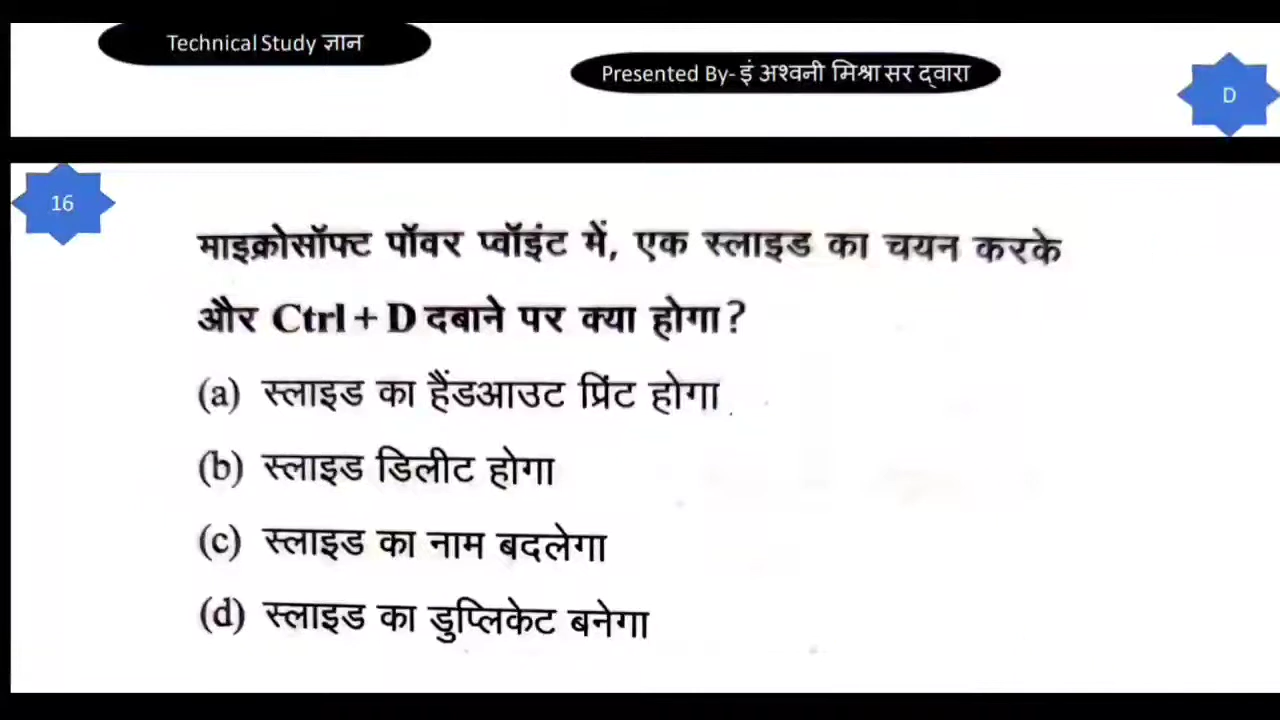 Technical Study ज्ञान
Presented By- इं अश्वनी मिश्रा सर द्वारा
D
16
माइक्रोसॉफ्ट पॉवर प्वॉइंट में, एक स्लाइड का चयन करके
और Ctrl + D दबाने पर क्या होगा?
(a) स्लाइड का हैंडआउट प्रिंट होगा
(b) स्लाइड डिलीट होगा
(c) स्लाइड का नाम बदलेगा
(d) स्लाइड का डुप्लिकेट बनेगा